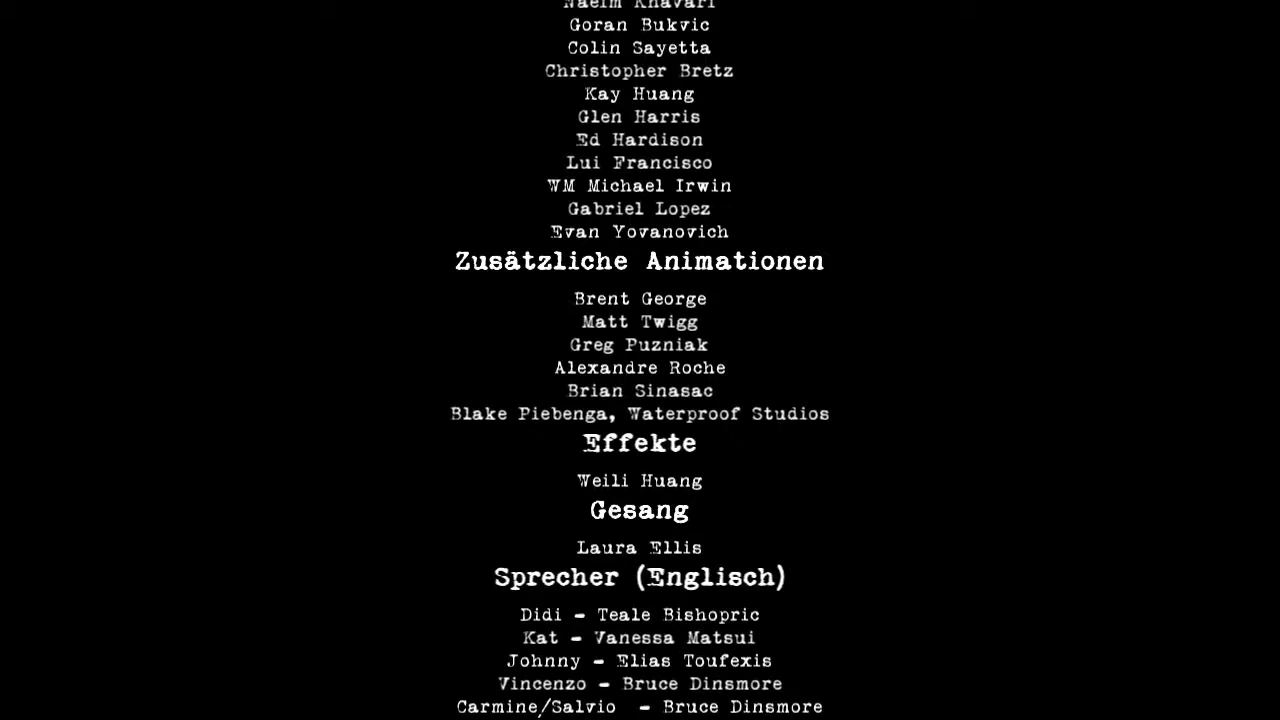 Naeim Khavari
Goran Bukvic
Colin Sayetta
Christopher Bretz
Kay Huang
Glen Harris
Ed Hardison
Lui Francisco
WM Michael Irwin
Gabriel Lopez
Evan Yovanovich
Zusätzliche Animationen
Brent George
Matt Twigg
Greg Puzniak
Alexandre Roche
Brian Sinasac
Blake Piebenga, Waterproof Studios
Effekte
Weili Huang
Gesang
Laura Ellis
Sprecher (Englisch)
Didi - Teale Bishopric
Kat - Vanessa Matsui
Johnny - Elias Toufexis
Vincenzo - Bruce Dinsmore
Carmine/Salvio - Bruce Dinsmore